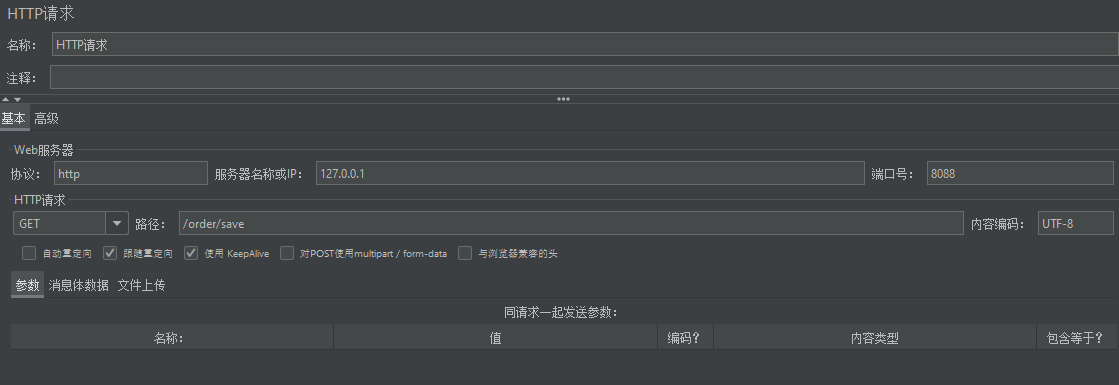 HTTP请求
名称： HTTP请求
注释：
基本 高级
Web服务器
协议： http 服务器名称或IP： 127.0.0.1 端口号： 8088
HTTP请求
GET 路径： /order/save 内容编码： UTF-8
自动重定向 跟随重定向 使用 KeepAlive 对POST使用multipart / form-data 与浏览器兼容的头
参数 消息体数据 文件上传
同请求一起发送参数：
名称： 值 编码？ 内容类型 包含等于？